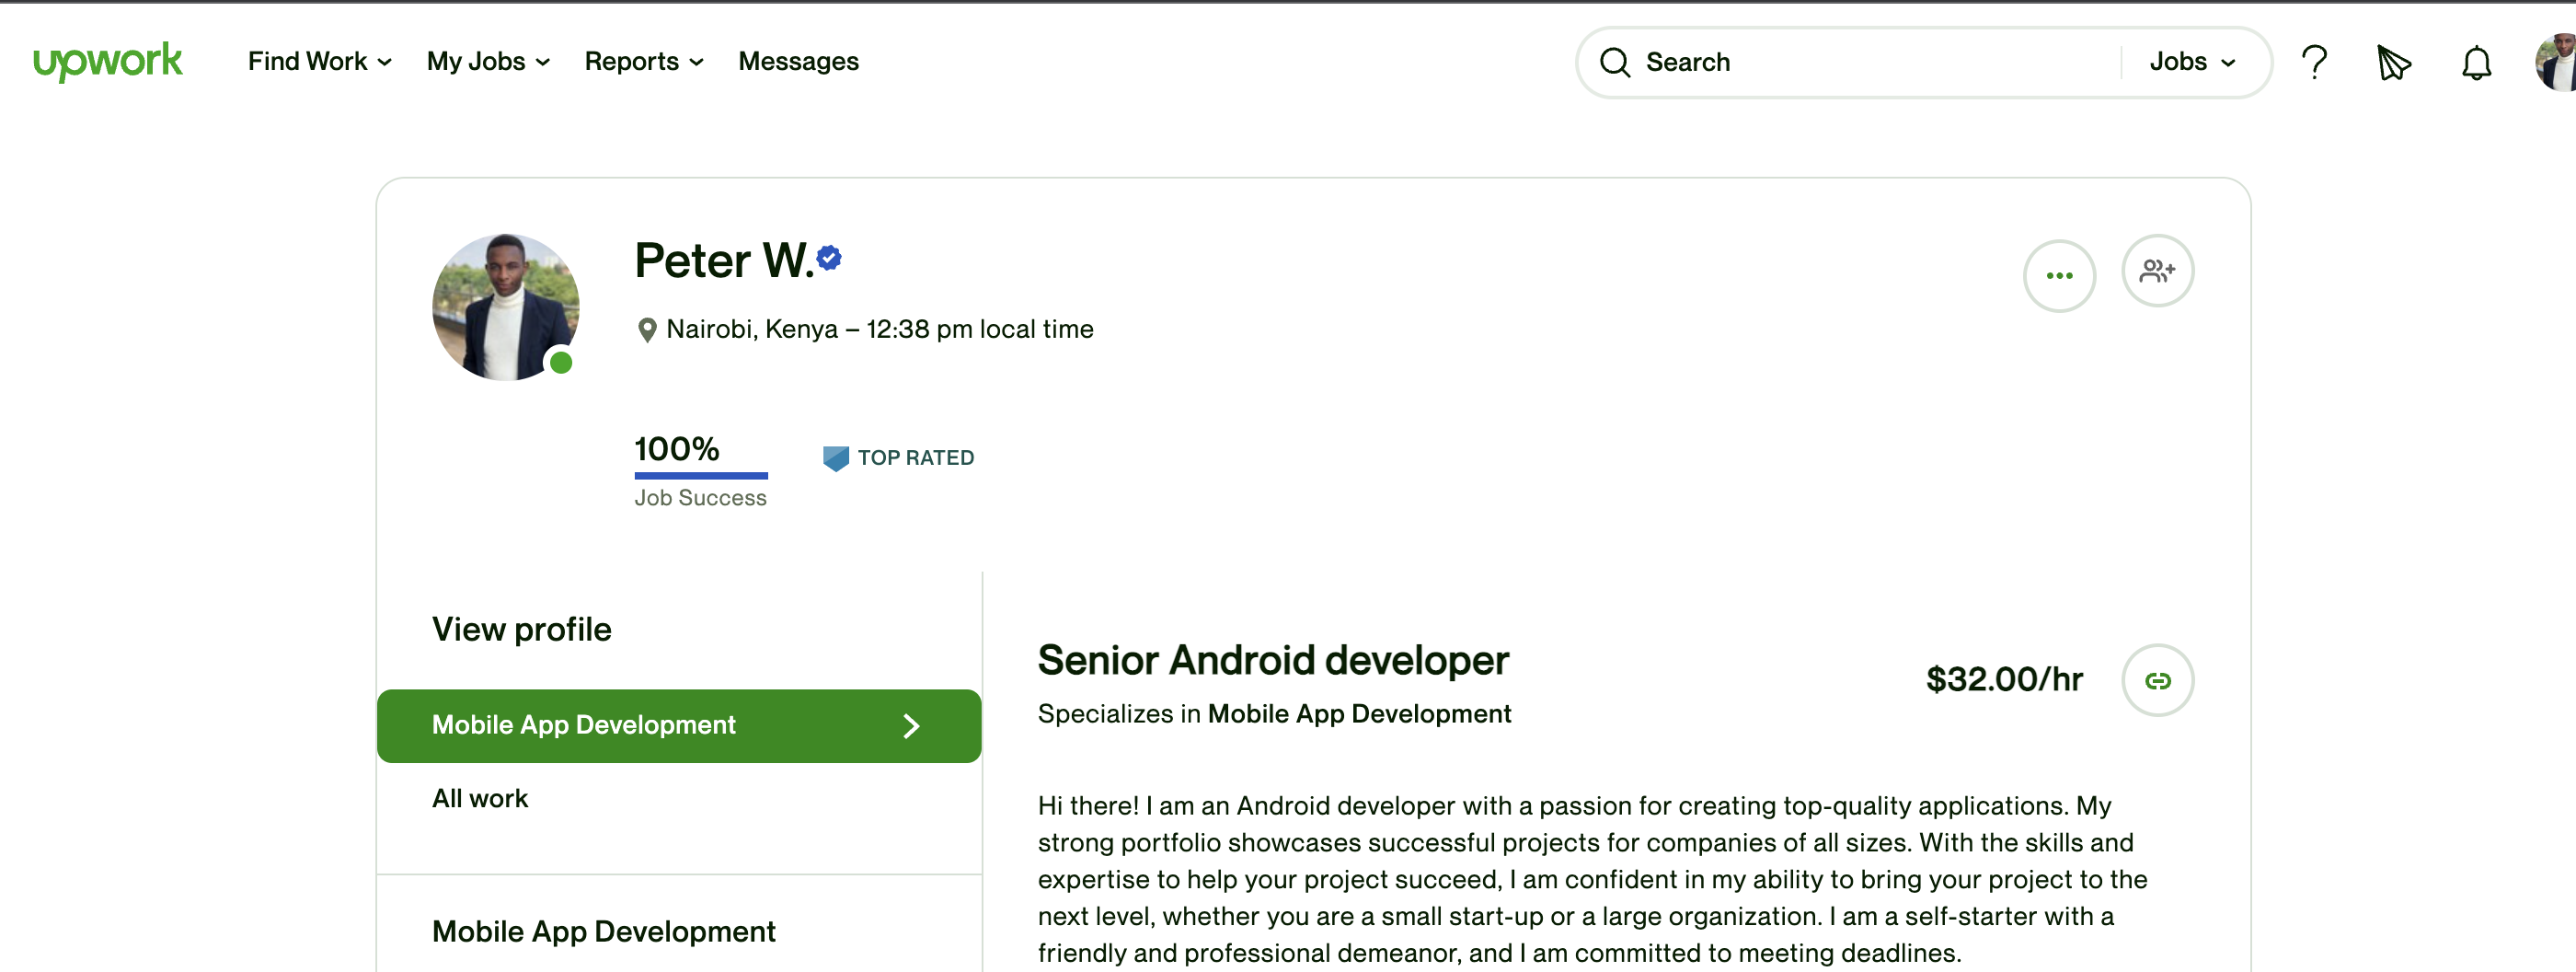 upwork
Find Work
My Jobs
Reports
Messages
Search
Jobs
Peter W.
Nairobi, Kenya – 12:38 pm local time
100%
Job Success
TOP RATED
View profile
Mobile App Development
All work
Mobile App Development
Senior Android developer
$32.00/hr
Specializes in Mobile App Development
Hi there! I am an Android developer with a passion for creating top-quality applications. My
strong portfolio showcases successful projects for companies of all sizes. With the skills and
expertise to help your project succeed, I am confident in my ability to bring your project to the
next level, whether you are a small start-up or a large organization. I am a self-starter with a
friendly and professional demeanor, and I am committed to meeting deadlines.